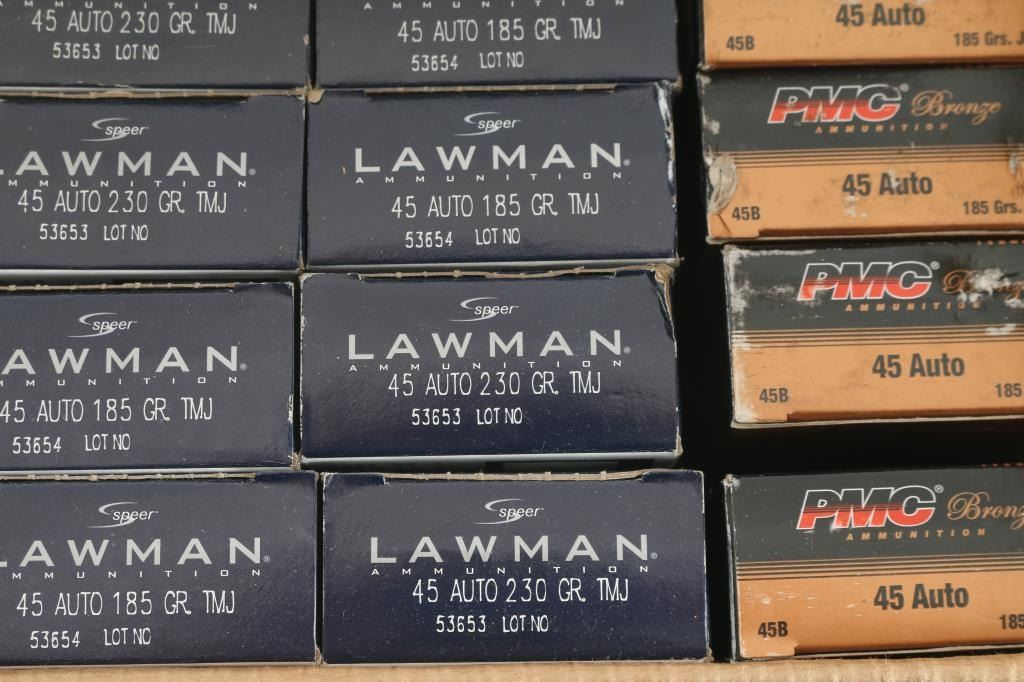 45 AUTO 230 GR. TMJ
53653 LOT NO
45 AUTO 185 GR. TMJ
53654 LOT NO
45 Auto
45B 185 Grs. J
speer
LAWMAN®
AMMUNITION
45 AUTO 230 GR. TMJ
53653 LOT NO
speer
LAWMAN®
AMMUNITION
45 AUTO 185 GR. TMJ
53654 LOT NO
PMC® Bronze
AMMUNITION
45 Auto
45B 185 Grs.
speer
AWMAN®
MMUNITION
45 AUTO 185 GR. TMJ
53654 LOT NO
speer
LAWMAN®
AMMUNITION
45 AUTO 230 GR. TMJ
53653 LOT NO
PMC®
AMMUNITION
45 Auto
45B 185
speer
AWMAN®
MMUNITION
45 AUTO 185 GR. TMJ
53654 LOT NO
speer
LAWMAN®
AMMUNITION
45 AUTO 230 GR. TMJ
53653 LOT NO
PMC® Bronz
AMMUNITION
45 Auto
45B 185